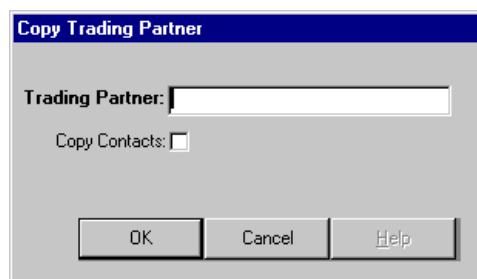 Copy Trading Partner
Trading Partner:
Copy Contacts:
OK Cancel Help